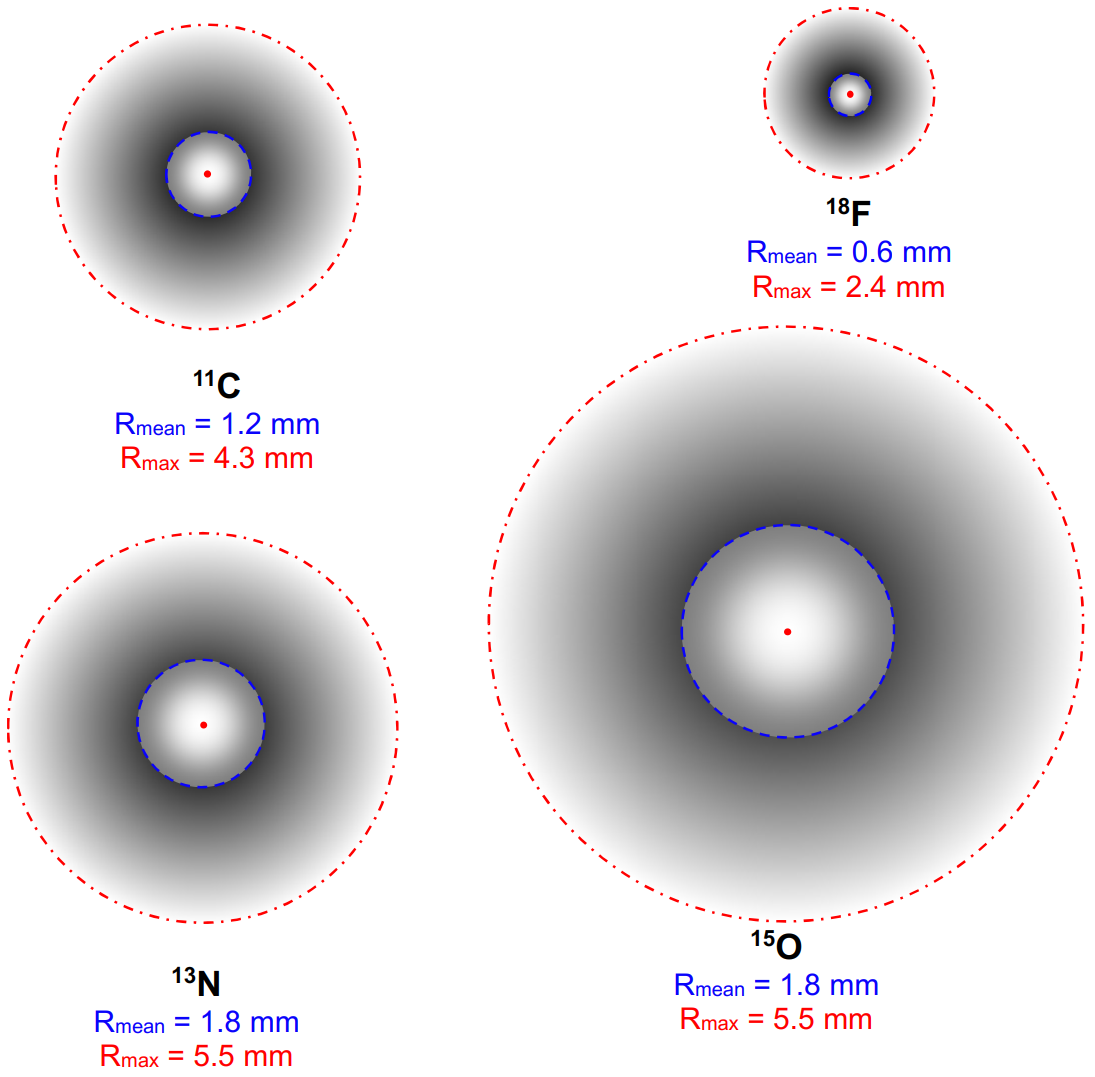 ¹⁸F
Rmean = 0.6 mm
Rmax = 2.4 mm
¹¹C
Rmean = 1.2 mm
Rmax = 4.3 mm
¹⁵O
Rmean = 1.8 mm
Rmax = 5.5 mm
¹³N
Rmean = 1.8 mm
Rmax = 5.5 mm